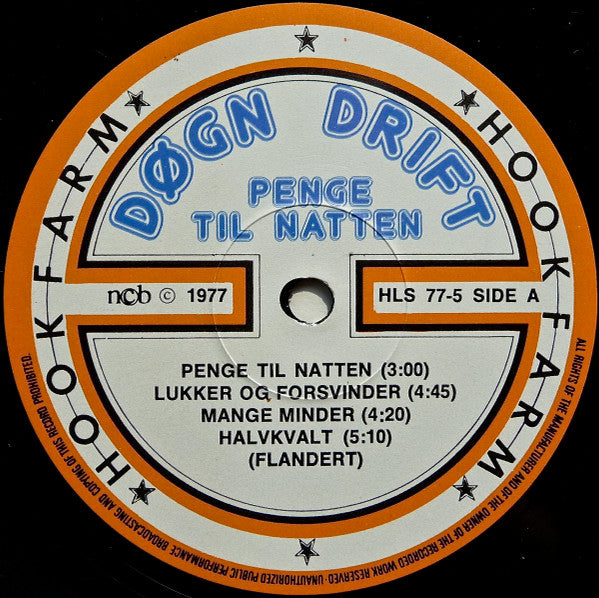 HOOKFARM
HOOKFARM
DØGN DRIFT
PENGE
TIL NATTEN
ncb © 1977
HLS 77-5 SIDE A
PENGE TIL NATTEN (3:00)
LUKKER OG FORSVINDER (4:45)
MANGE MINDER (4:20)
HALVKVALT (5:10)
(FLANDERT)
ALL RIGHTS OF THE MANUFACTURER AND OF THE OWNER OF THE RECORDED WORK RESERVED · UNAUTHORIZED PUBLIC PERFORMANCE BROADCASTING AND COPYING OF THIS RECORD PROHIBITED.